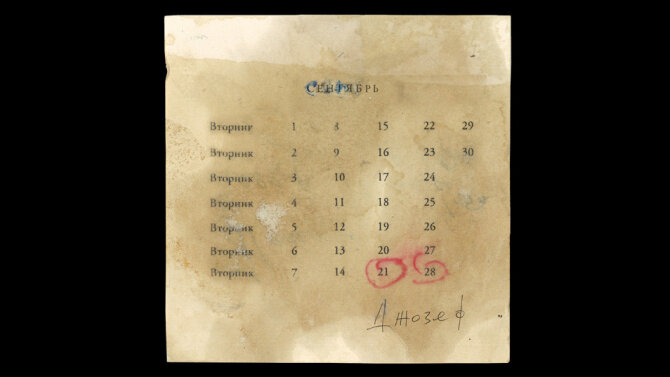 СЕНТЯБРЬ
Вторниг 1 8 15 22 29
Вторник 2 9 16 23 30
Вторник 3 10 17 24
Вторник 4 11 18 25
Вторник 5 12 19 26
Вторник 6 13 20 27
Вторник 7 14 21 28
Джозеф